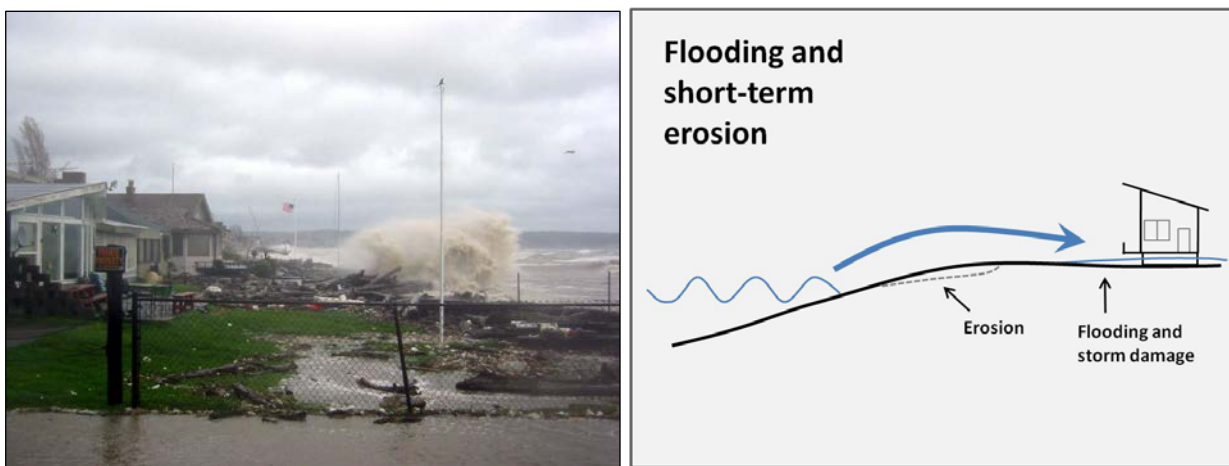 Flooding and
short-term
erosion
Erosion
Flooding and
storm damage